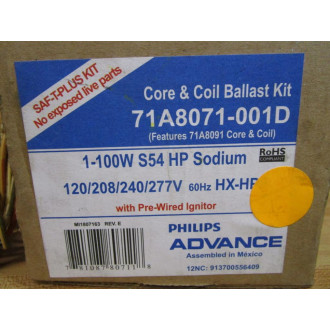 SAF-T-PLUS KIT
No exposed live parts
Core & Coil Ballast Kit
71A8071-001D
(Features 71A8091 Core & Coil)
RoHS
COMPLIANT
1-100W S54 HP Sodium
120/208/240/277V 60Hz HX-HP
with Pre-Wired Ignitor
MI1607163 REV. E
PHILIPS
ADVANCE
Assembled in México
12NC: 913700556409